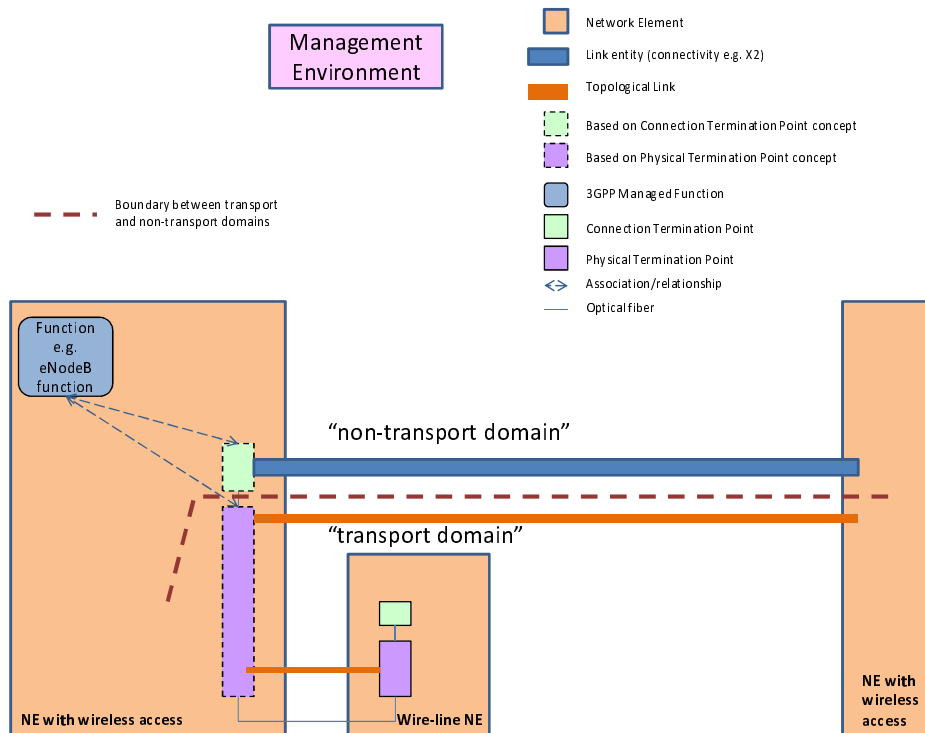 Management
Environment
Network Element
Link entity (connectivity e.g. X2)
Topological Link
Based on Connection Termination Point concept
Based on Physical Termination Point concept
3GPP Managed Function
Connection Termination Point
Physical Termination Point
Association/relationship
Optical fiber
Boundary between transport
and non-transport domains
Function
e.g.
eNodeB
function
“non-transport domain”
“transport domain”
NE with wireless access
Wire-line NE
NE with
wireless
access